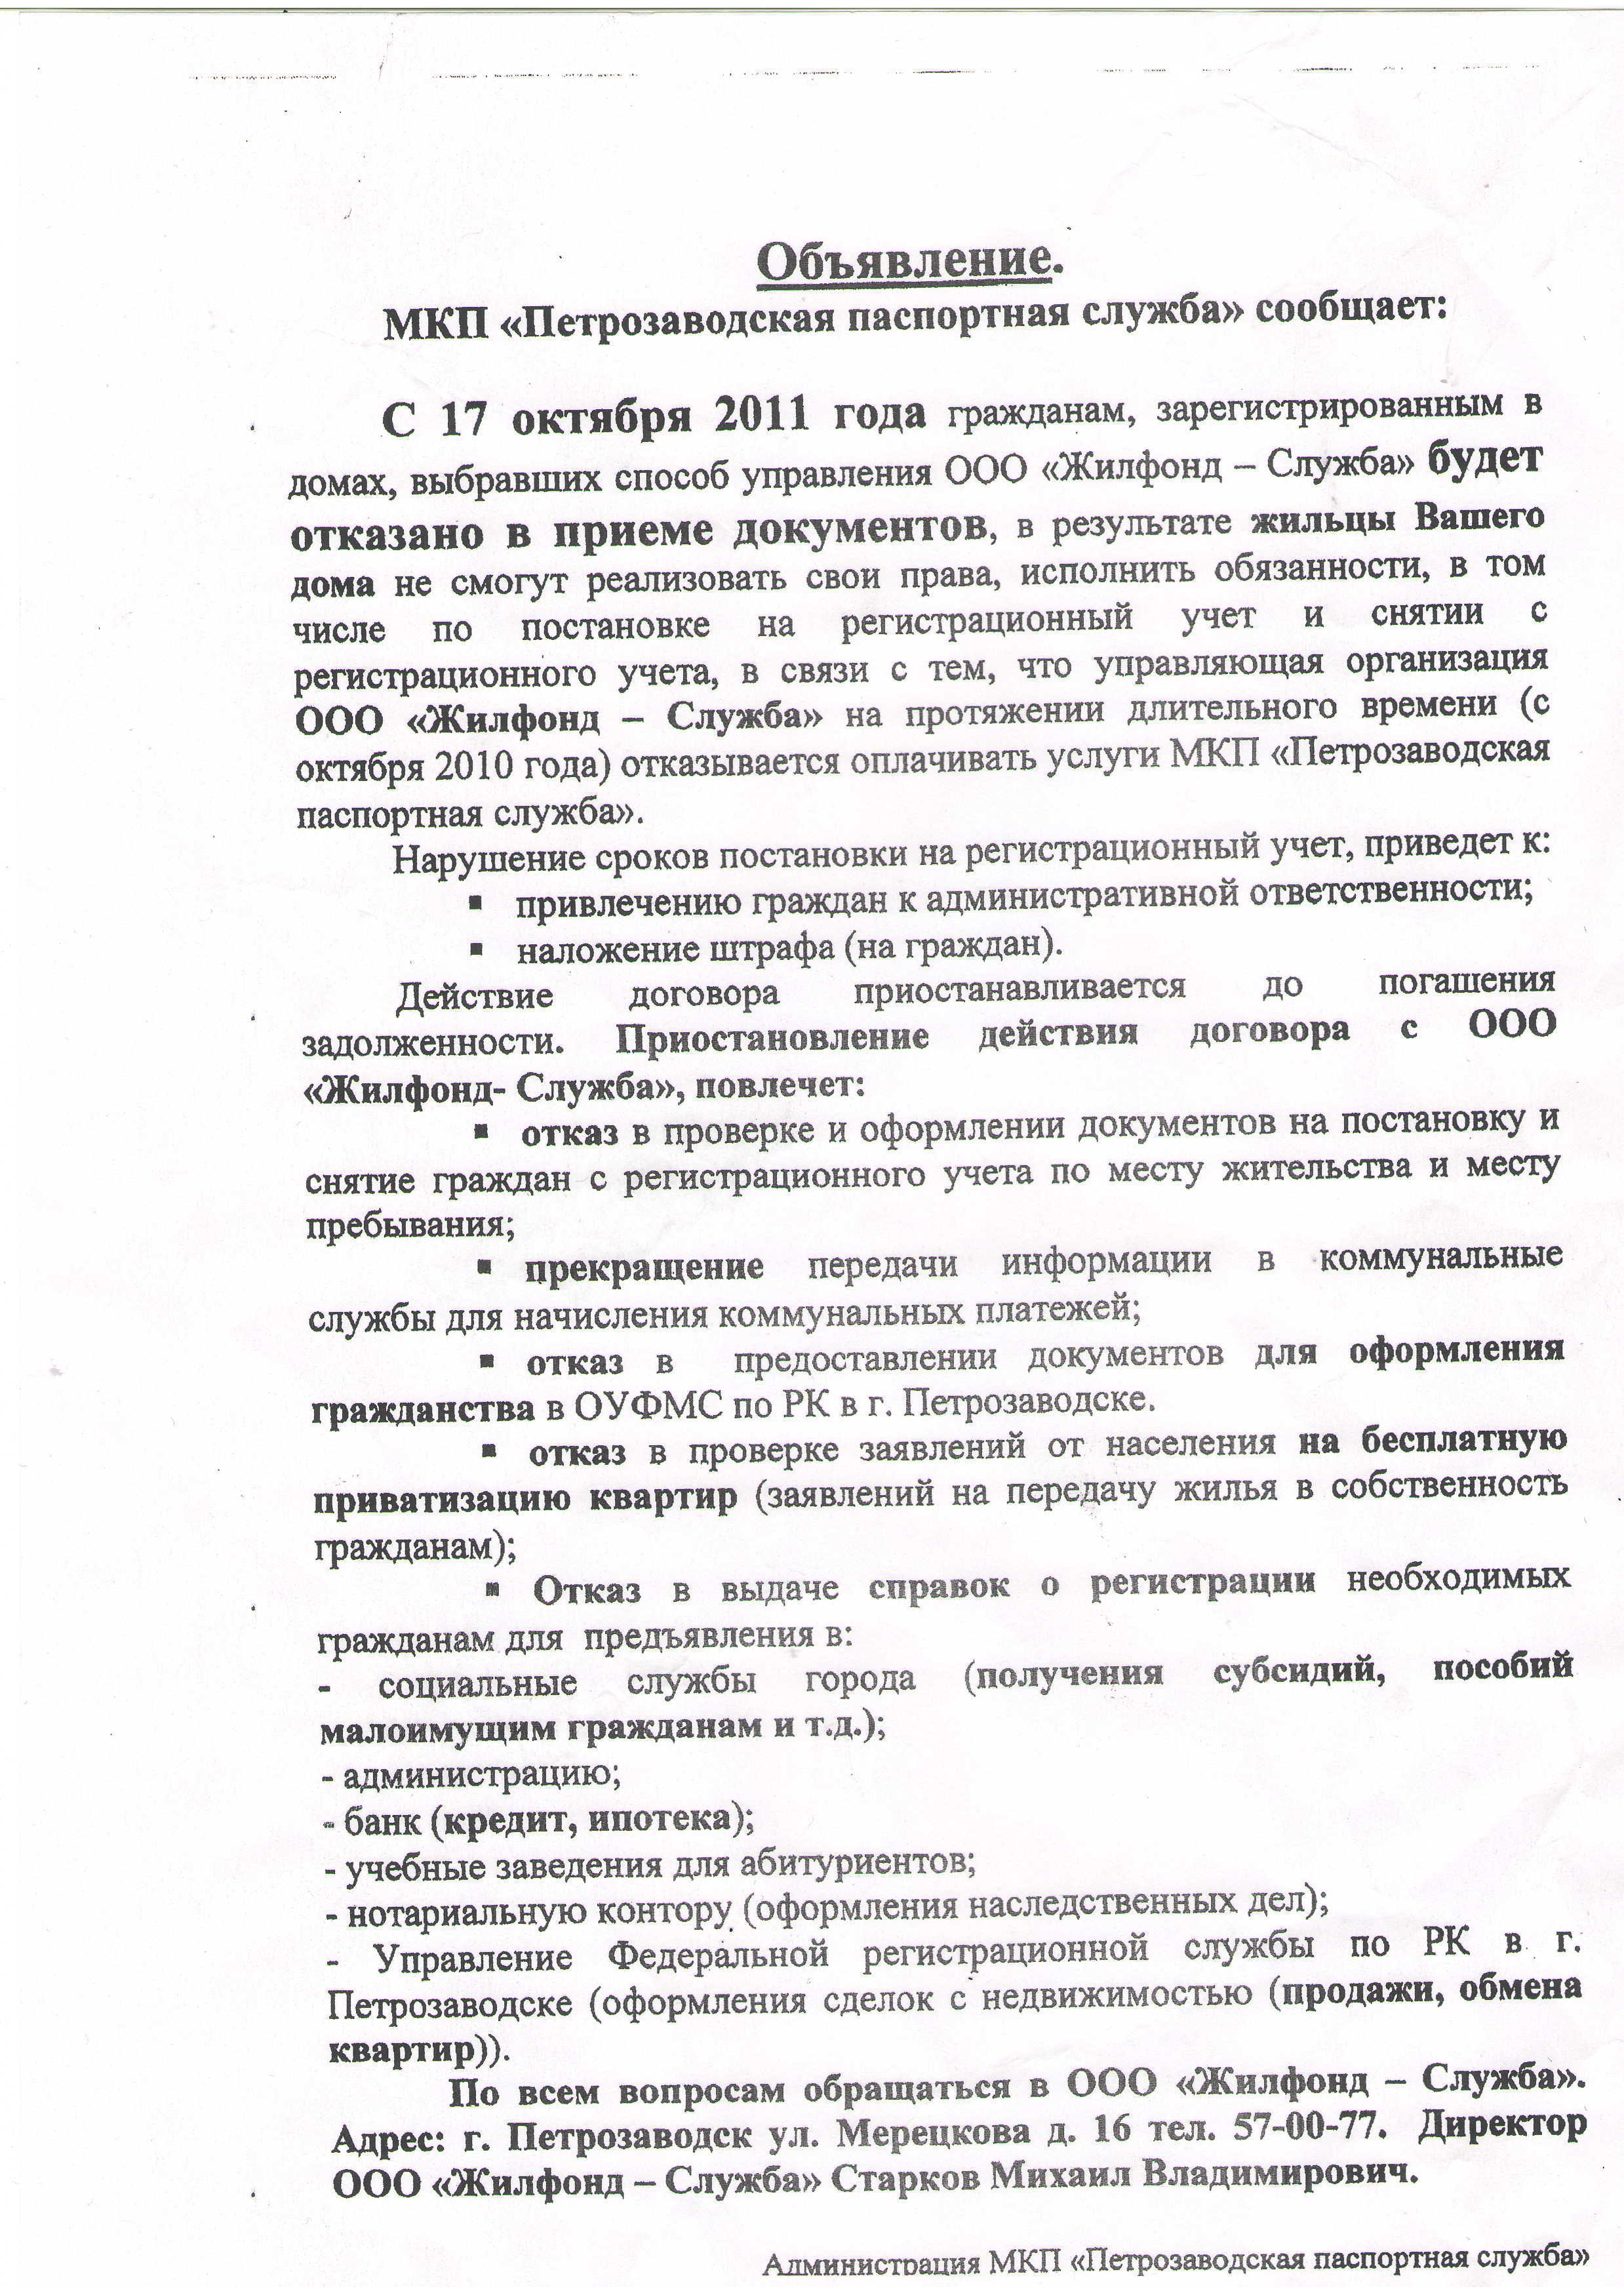 Объявление.
МКП «Петрозаводская паспортная служба» сообщает:
С 17 октября 2011 года гражданам, зарегистрированным в
домах, выбравших способ управления ООО «Жилфонд – Служба» будет
отказано в приеме документов, в результате жильцы Вашего
дома не смогут реализовать свои права, исполнить обязанности, в том
числе по постановке на регистрационный учет и снятии с
регистрационного учета, в связи с тем, что управляющая организация
ООО «Жилфонд – Служба» на протяжении длительного времени (с
октября 2010 года) отказывается оплачивать услуги МКП «Петрозаводская
паспортная служба».
Нарушение сроков постановки на регистрационный учет, приведет к:
▪ привлечению граждан к административной ответственности;
▪ наложение штрафа (на граждан).
Действие договора приостанавливается до погашения
задолженности. Приостановление действия договора с ООО
«Жилфонд- Служба», повлечет:
▪ отказ в проверке и оформлении документов на постановку и
снятие граждан с регистрационного учета по месту жительства и месту
пребывания;
▪ прекращение передачи информации в коммунальные
службы для начисления коммунальных платежей;
▪ отказ в предоставлении документов для оформления
гражданства в ОУФМС по РК в г. Петрозаводске.
▪ отказ в проверке заявлений от населения на бесплатную
приватизацию квартир (заявлений на передачу жилья в собственность
гражданам);
▪ Отказ в выдаче справок о регистрации необходимых
гражданам для предъявления в:
- социальные службы города (получения субсидий, пособий
малоимущим гражданам и т.д.);
- администрацию;
- банк (кредит, ипотека);
- учебные заведения для абитуриентов;
- нотариальную контору (оформления наследственных дел);
- Управление Федеральной регистрационной службы по РК в г.
Петрозаводске (оформления сделок с недвижимостью (продажи, обмена
квартир)).
По всем вопросам обращаться в ООО «Жилфонд – Служба».
Адрес: г. Петрозаводск ул. Мерецкова д. 16 тел. 57-00-77. Директор
ООО «Жилфонд – Служба» Старков Михаил Владимирович.
Администрация МКП «Петрозаводская паспортная служба»